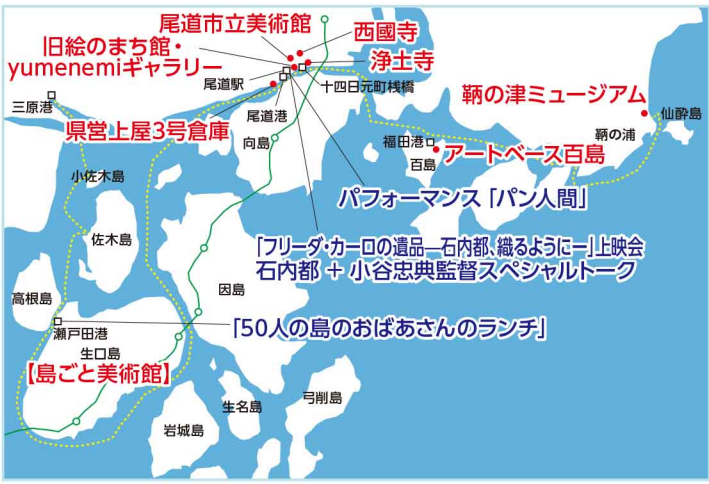 尾道市立美術館
西國寺
旧絵のまち館・
yumenemiギャラリー
浄土寺
尾道駅
十四日元町桟橋
三原港
県営上屋3号倉庫
尾道港
鞆の津ミュージアム
仙酔島
鞆の浦
向島
福田港
百島
アートベース百島
小佐木島
パフォーマンス「パン人間」
佐木島
「フリーダ・カーロの遺品―石内都、織るように―」上映会
石内都 + 小谷忠典監督スペシャルトーク
高根島
因島
瀬戸田港
「50人の島のおばあさんのランチ」
生口島
【島ごと美術館】
生名島
弓削島
岩城島